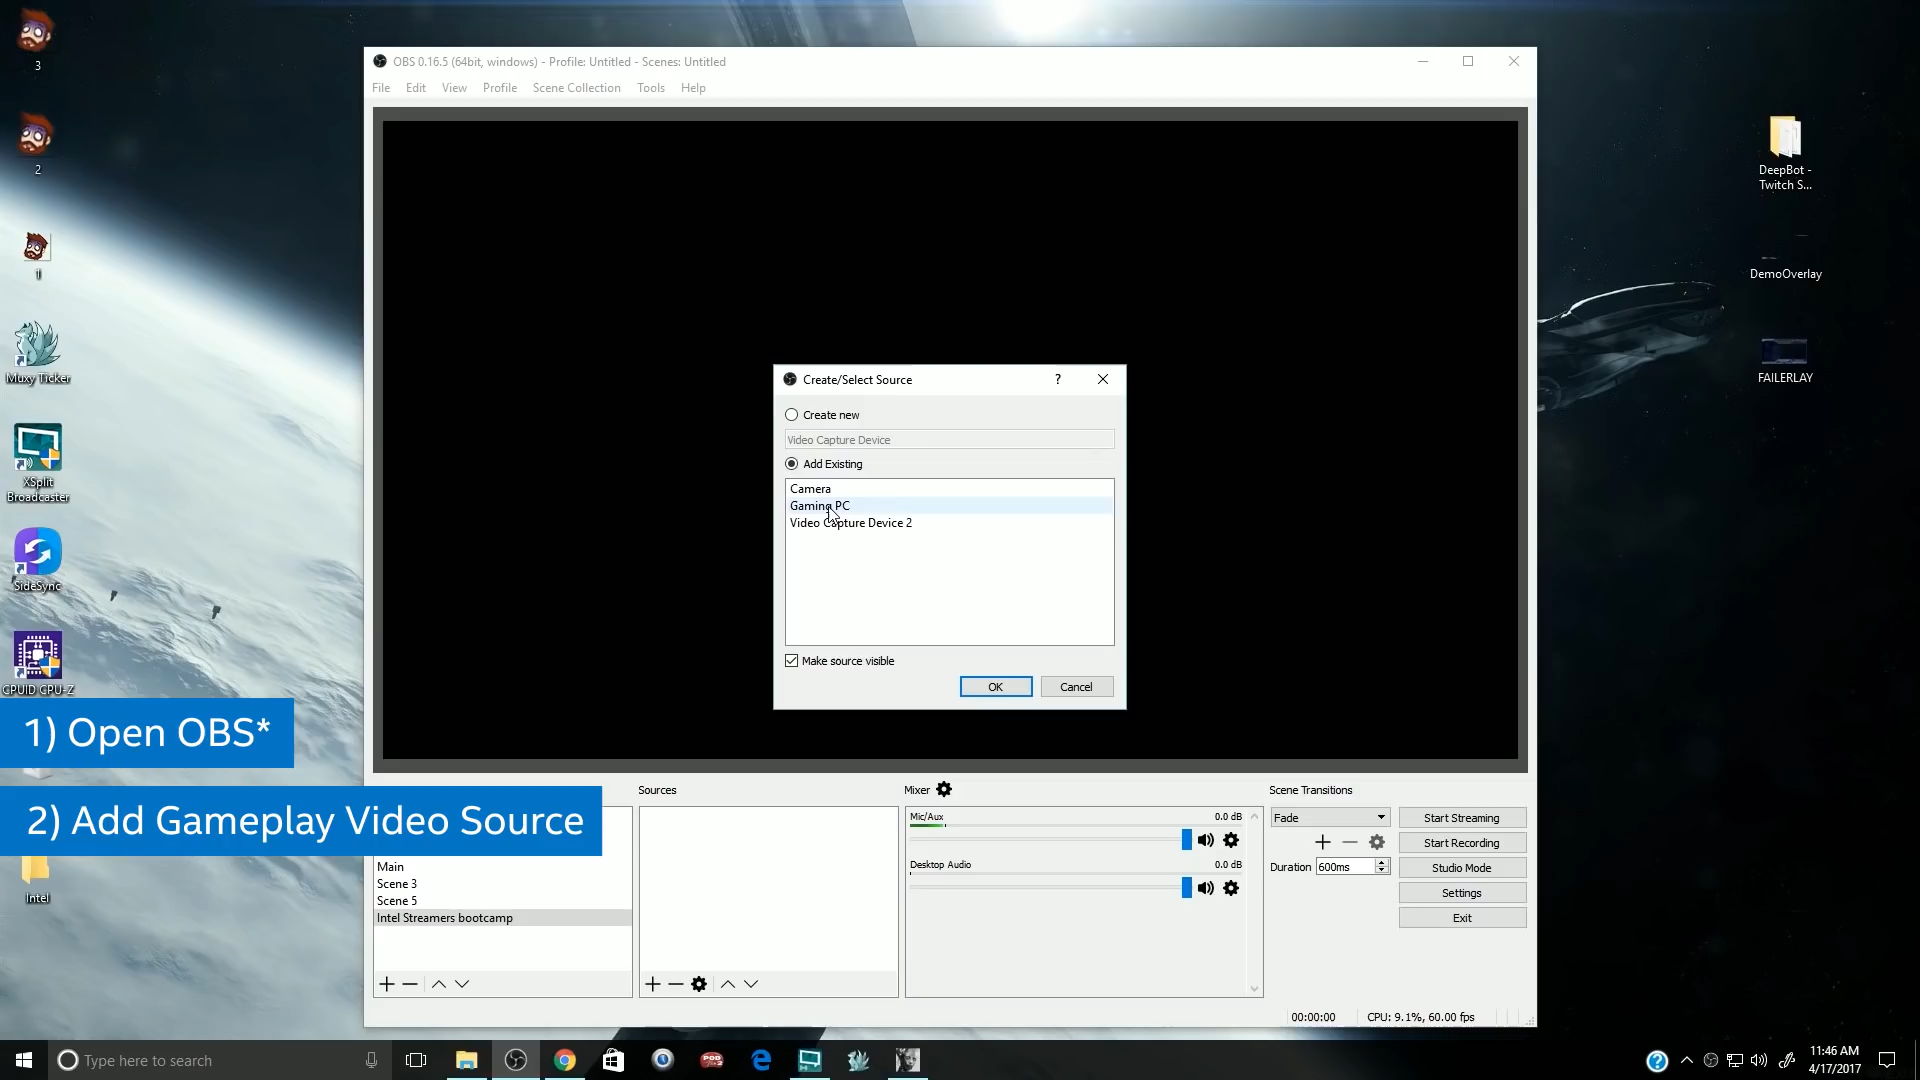 3
2
1
Muxy Ticker
XSplit
Broadcaster
SideSync
CPUID CPU-Z
Intel
1) Open OBS*
2) Add Gameplay Video Source
OBS 0.16.5 (64bit, windows) - Profile: Untitled - Scenes: Untitled
File Edit View Profile Scene Collection Tools Help
Create/Select Source
?
Create new
Video Capture Device
Add Existing
Camera
Gaming PC
Video Capture Device 2
Make source visible
OK Cancel
Main
Scene 3
Scene 5
Intel Streamers bootcamp
Sources
Mixer
Mic/Aux 0.0 dB
Desktop Audio 0.0 dB
Scene Transitions
Fade
Duration 600ms
Start Streaming
Start Recording
Studio Mode
Settings
Exit
00:00:00 CPU: 9.1%, 60.00 fps
DeepBot -
Twitch S...
DemoOverlay
FAILERLAY
Type here to search
POD
11:46 AM
4/17/2017